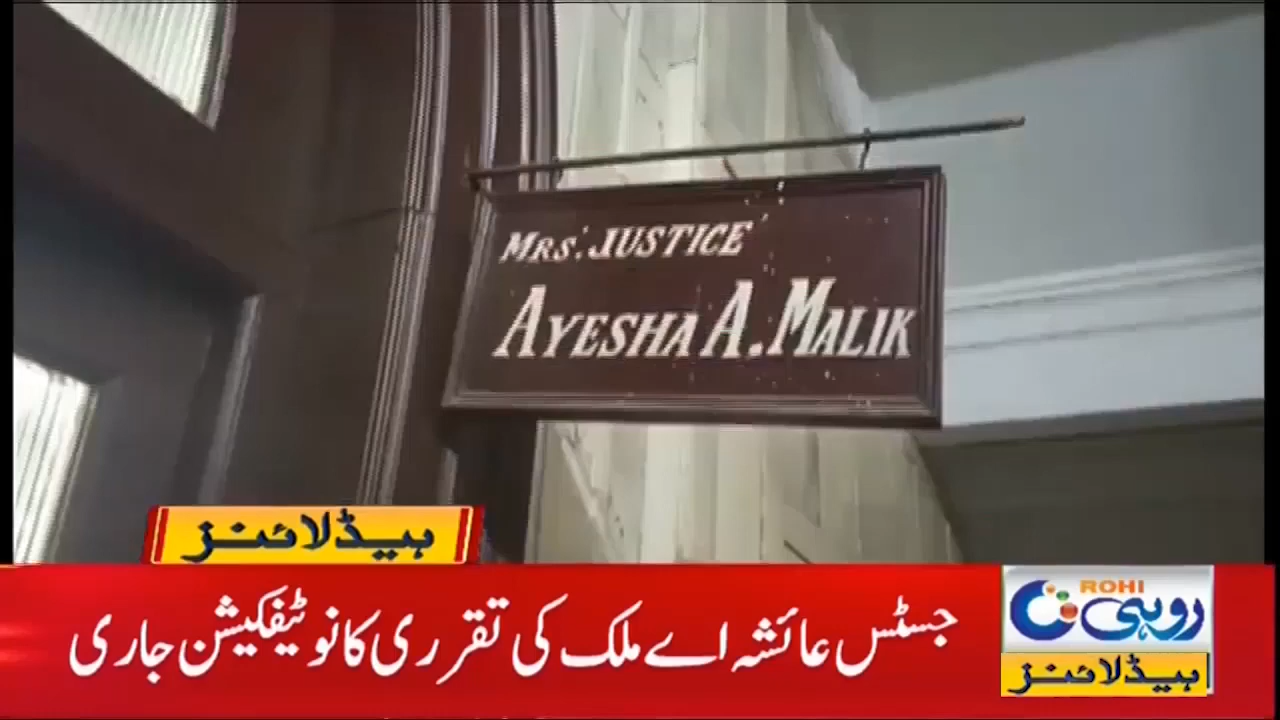 MRS. JUSTICE
AYESHA A. MALIK
ہیڈلائنز
جسٹس عائشہ اے ملک کی تقرری کا نوٹیفکیشن جاری
ROHI
روہی
ہیڈلائنز